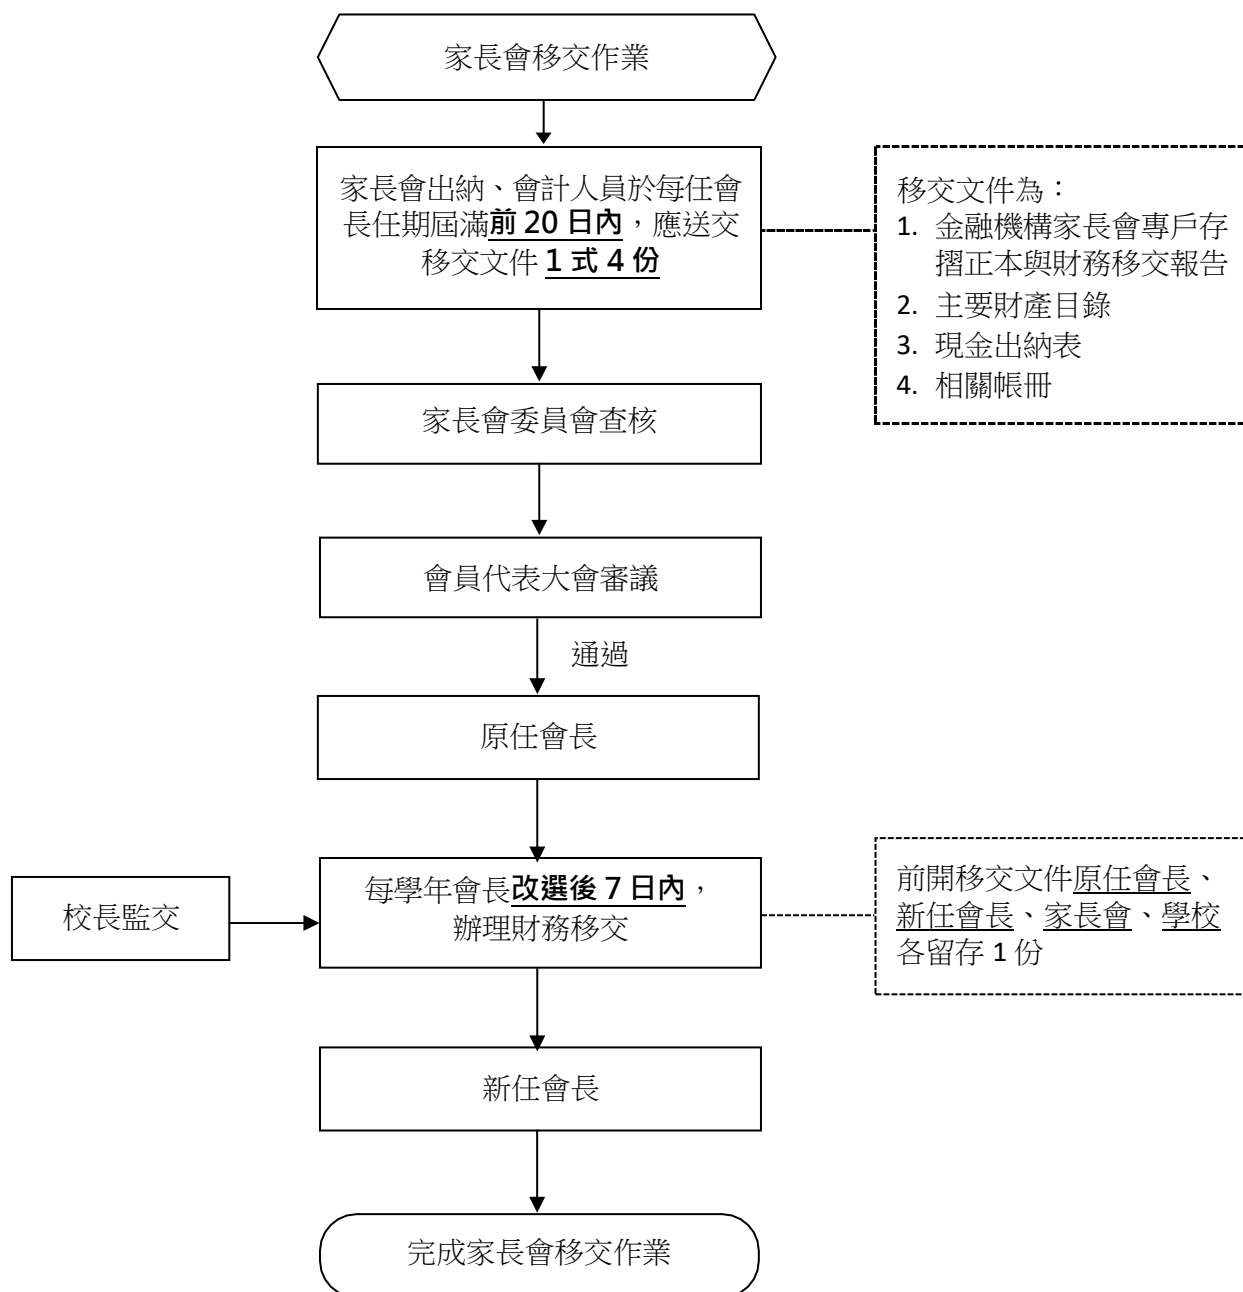 家長會移交作業
家長會出納、會計人員於每任會
長任期屆滿前 20 日內，應送交
移交文件 1 式 4 份
移交文件為：
1. 金融機構家長會專戶存
摺正本與財務移交報告
2. 主要財產目錄
3. 現金出納表
4. 相關帳冊
家長會委員會查核
會員代表大會審議
通過
原任會長
校長監交
每學年會長改選後 7 日內，
辦理財務移交
前開移交文件原任會長、
新任會長、家長會、學校
各留存 1 份
新任會長
完成家長會移交作業